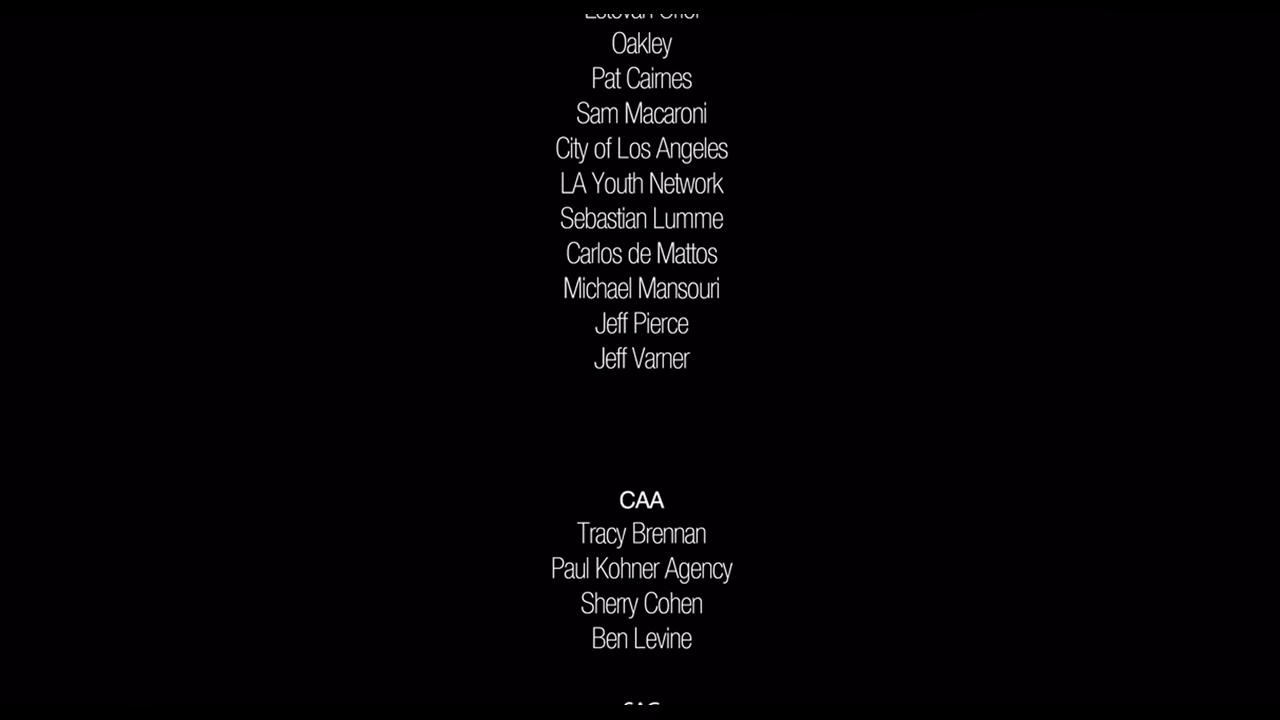 Oakley
Pat Cairnes
Sam Macaroni
City of Los Angeles
LA Youth Network
Sebastian Lumme
Carlos de Mattos
Michael Mansouri
Jeff Pierce
Jeff Varner
CAA
Tracy Brennan
Paul Kohner Agency
Sherry Cohen
Ben Levine